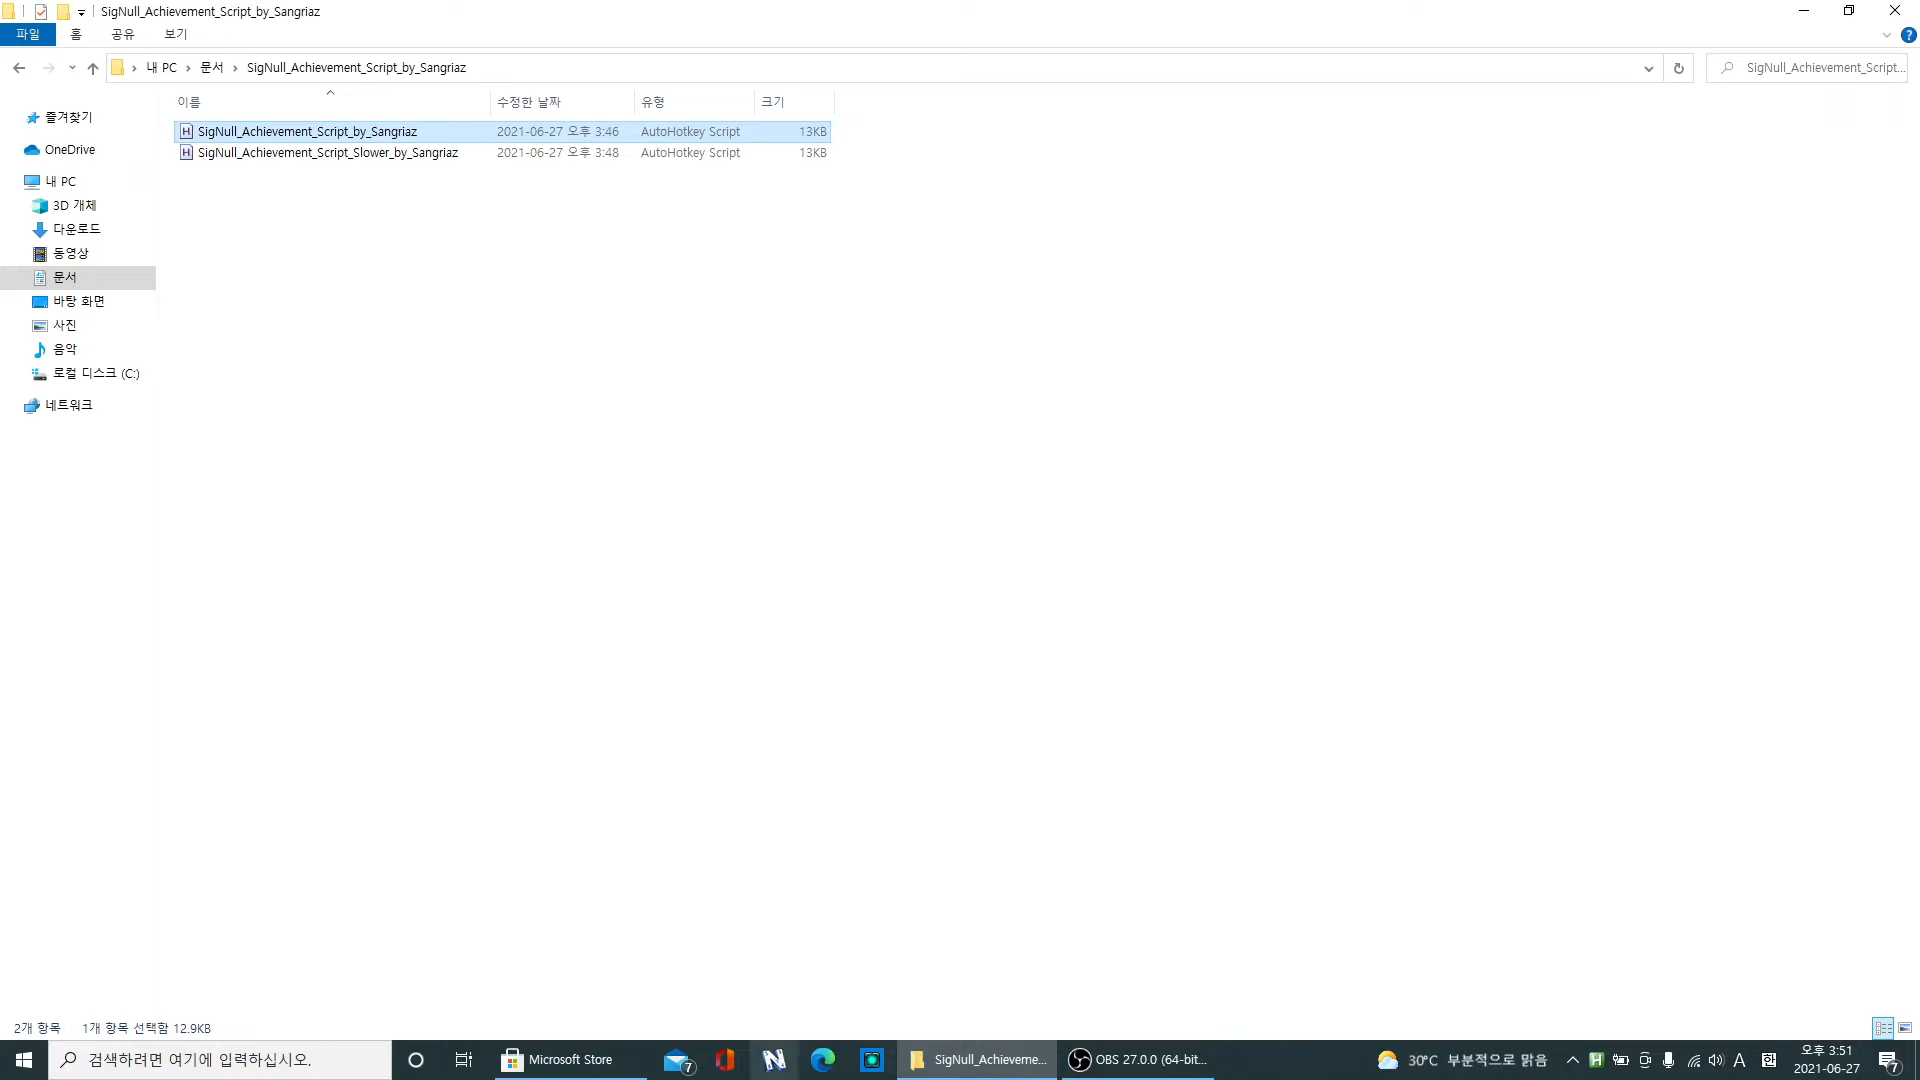 SigNull_Achievement_Script_by_Sangriaz
파일 홈 공유 보기
내 PC 문서 SigNull_Achievement_Script_by_Sangriaz
SigNull_Achievement_Script...
이름 수정한 날짜 유형 크기
SigNull_Achievement_Script_by_Sangriaz 2021-06-27 오후 3:46 AutoHotkey Script 13KB
SigNull_Achievement_Script_Slower_by_Sangriaz 2021-06-27 오후 3:48 AutoHotkey Script 13KB
즐겨찾기
OneDrive
내 PC
3D 개체
다운로드
동영상
문서
바탕 화면
사진
음악
로컬 디스크 (C:)
네트워크
2개 항목 1개 항목 선택함 12.9KB
검색하려면 여기에 입력하십시오.
Microsoft Store
7
SigNull_Achieveme...
OBS 27.0.0 (64-bit...
30°C 부분적으로 맑음
A
한
오후 3:51
2021-06-27
7